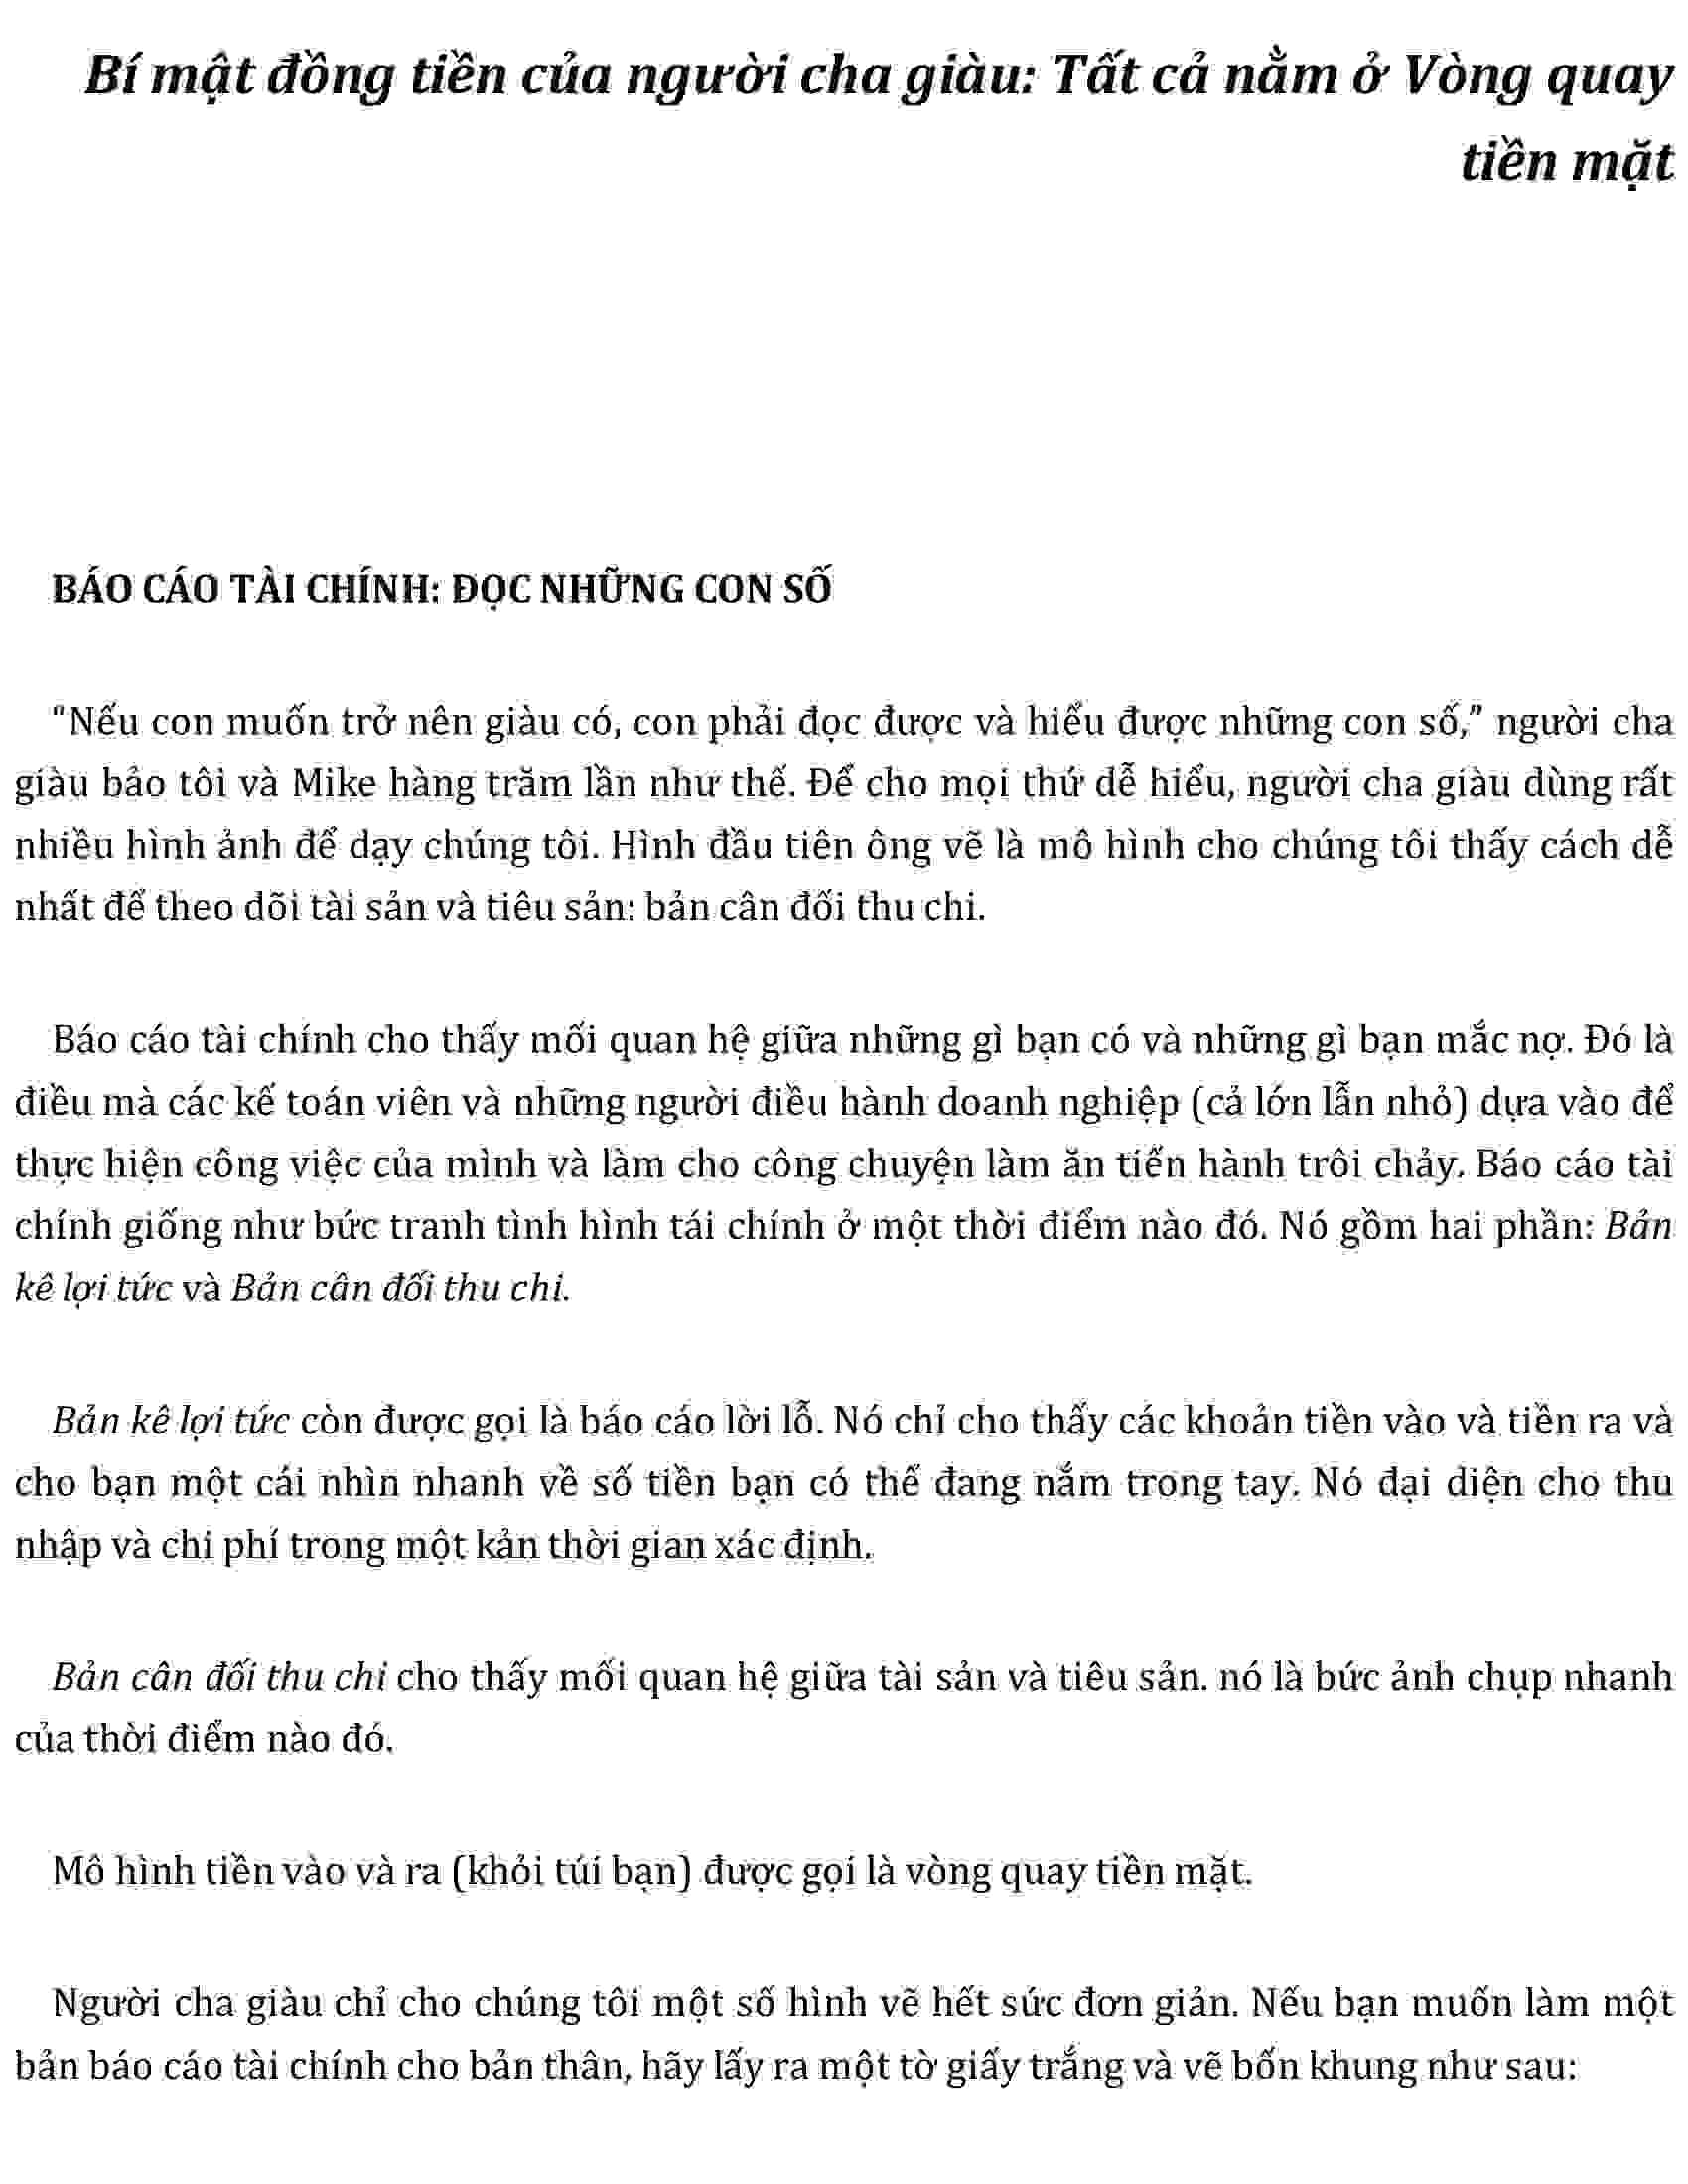 Bí mật đồng tiền của người cha giàu: Tất cả nằm ở Vòng quay
tiền mặt
BÁO CÁO TÀI CHÍNH: ĐỌC NHỮNG CON SỐ
"Nếu con muốn trở nên giàu có, con phải đọc được và hiểu được những con số,” người cha
giàu bảo tôi và Mike hàng trăm lần như thế. Để cho mọi thứ dễ hiểu, người cha giàu dùng rất
nhiều hình ảnh để dạy chúng tôi. Hình đầu tiên ông vẽ là mô hình cho chúng tôi thấy cách dễ
nhất để theo dõi tài sản và tiêu sản: bản cân đối thu chi.
Báo cáo tài chính cho thấy mối quan hệ giữa những gì bạn có và những gì bạn mắc nợ. Đó là
điều mà các kế toán viên và những người điều hành doanh nghiệp (cả lớn lẫn nhỏ) dựa vào để
thực hiện công việc của mình và làm cho công chuyện làm ăn tiến hành trôi chảy. Báo cáo tài
chính giống như bức tranh tình hình tái chính ở một thời điểm nào đó. Nó gồm hai phần: Bản
kê lợi tức và Bản cân đối thu chi.
Bản kê lợi tức còn được gọi là báo cáo lời lỗ. Nó chỉ cho thấy các khoản tiền vào và tiền ra và
cho bạn một cái nhìn nhanh về số tiền bạn có thể đang nắm trong tay. Nó đại diện cho thu
nhập và chi phí trong một kản thời gian xác định.
Bản cân đối thu chi cho thấy mối quan hệ giữa tài sản và tiêu sản. nó là bức ảnh chụp nhanh
của thời điểm nào đó.
Mô hình tiền vào và ra (khỏi túi bạn) được gọi là vòng quay tiền mặt.
Người cha giàu chỉ cho chúng tôi một số hình vẽ hết sức đơn giản. Nếu bạn muốn làm một
bản báo cáo tài chính cho bản thân, hãy lấy ra một tờ giấy trắng và vẽ bốn khung như sau: